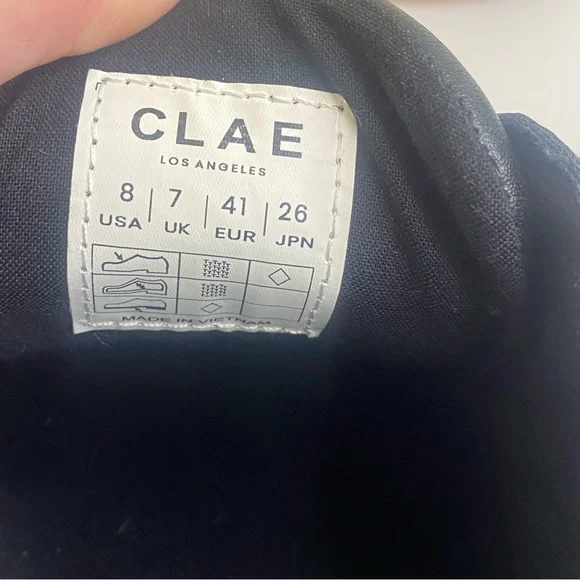 CLAE
LOS ANGELES
8 | 7 | 41 | 26
USA UK EUR JPN
MADE IN VIETNAM